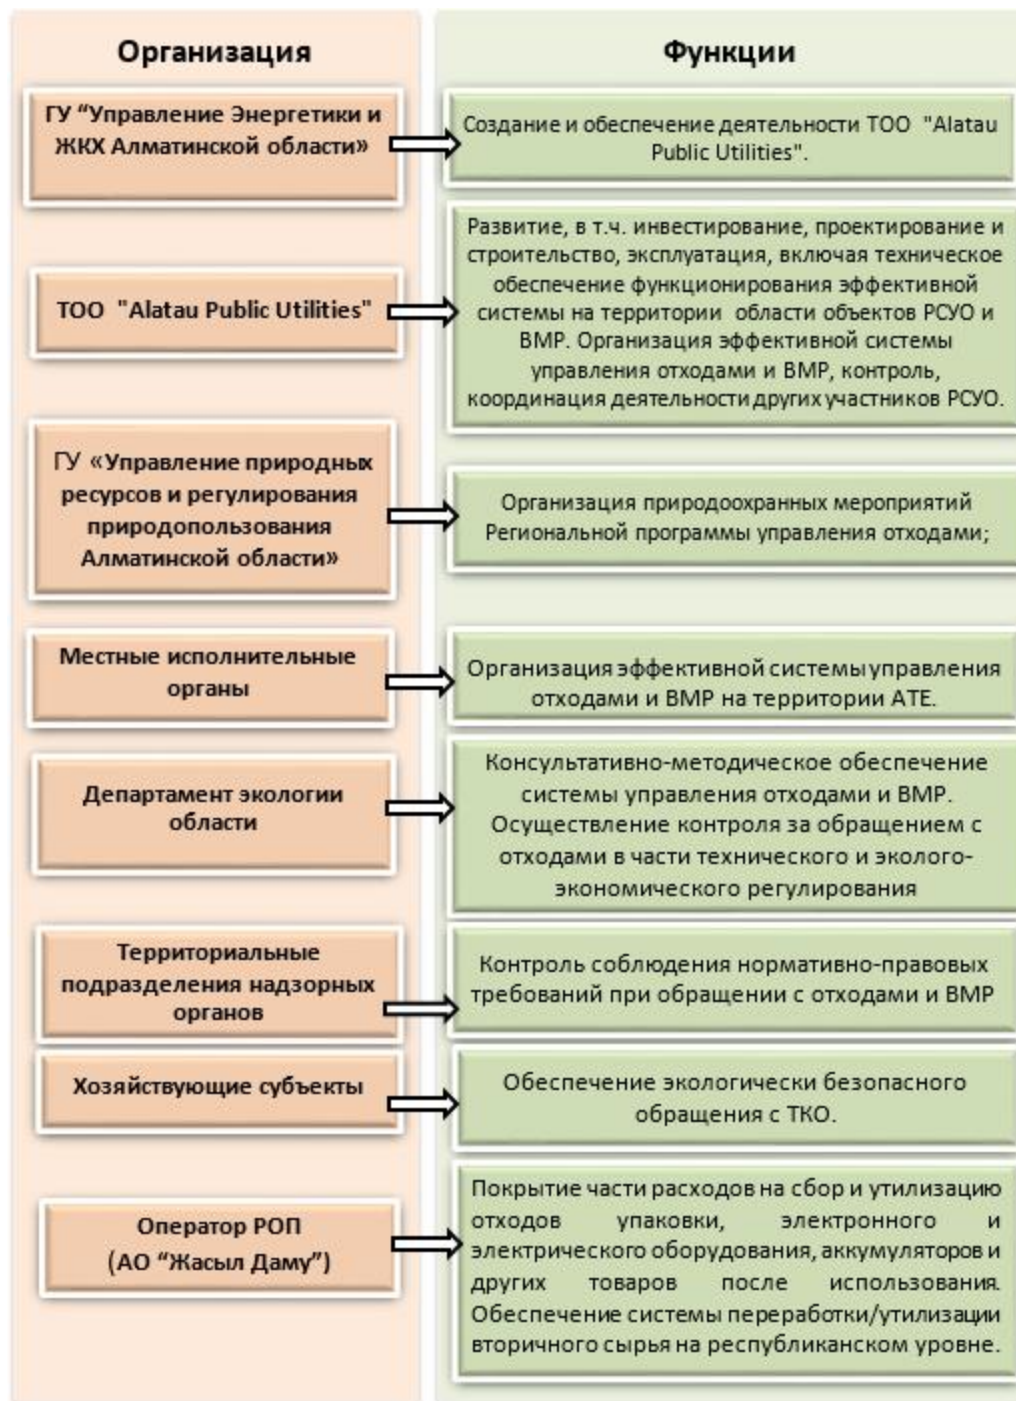 Организация
Функции
ГУ “Управление Энергетики и
ЖКХ Алматинской области»
Создание и обеспечение деятельности ТОО "Alatau
Public Utilities".
ТОО "Alatau Public Utilities"
Развитие, в т.ч. инвестирование, проектирование и
строительство, эксплуатация, включая техническое
обеспечение функционирования эффективной
системы на территории области объектов РСУО и
ВМР. Организация эффективной системы
управления отходами и ВМР, контроль,
координация деятельности других участников РСУО.
ГУ «Управление природных
ресурсов и регулирования
природопользования
Алматинской области»
Организация природоохранных мероприятий
Региональной программы управления отходами;
Местные исполнительные
органы
Организация эффективной системы управления
отходами и ВМР на территории АТЕ.
Департамент экологии
области
Консультативно-методическое обеспечение
системы управления отходами и ВМР.
Осуществление контроля за обращением с
отходами в части технического и эколого-
экономического регулирования
Территориальные
подразделения надзорных
органов
Контроль соблюдения нормативно-правовых
требований при обращении с отходами и ВМР
Хозяйствующие субъекты
Обеспечение экологически безопасного
обращения с ТКО.
Оператор РОП
(АО “Жасыл Даму”)
Покрытие части расходов на сбор и утилизацию
отходов упаковки, электронного и
электрического оборудования, аккумуляторов и
других товаров после использования.
Обеспечение системы переработки/утилизации
вторичного сырья на республиканском уровне.